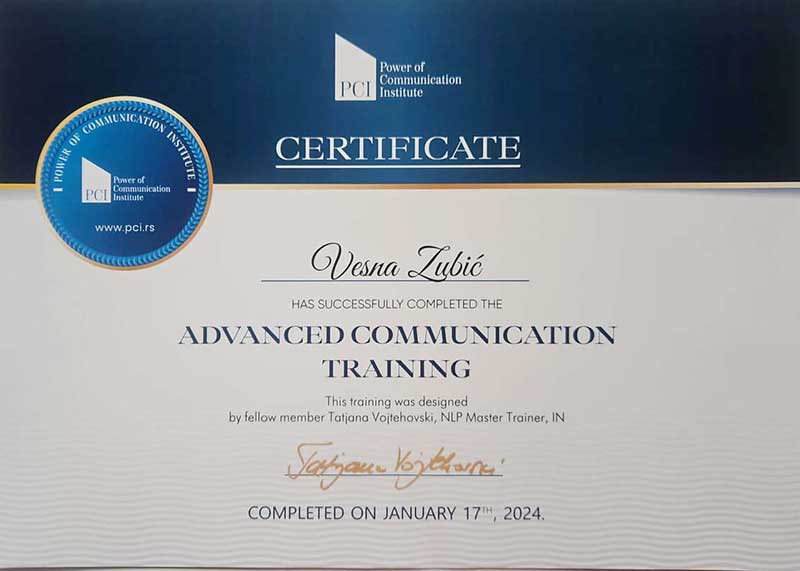 PCI
Power of
Communication
Institute
CERTIFICATE
POWER OF COMMUNICATION INSTITUTE
PCI
Power of
Communication
Institute
www.pci.rs
Vesna Zubić
HAS SUCCESSFULLY COMPLETED THE
ADVANCED COMMUNICATION
TRAINING
This training was designed
by fellow member Tatjana Vojtehovski, NLP Master Trainer, IN
Tatjana Vojtehovski
COMPLETED ON JANUARY 17TH, 2024.